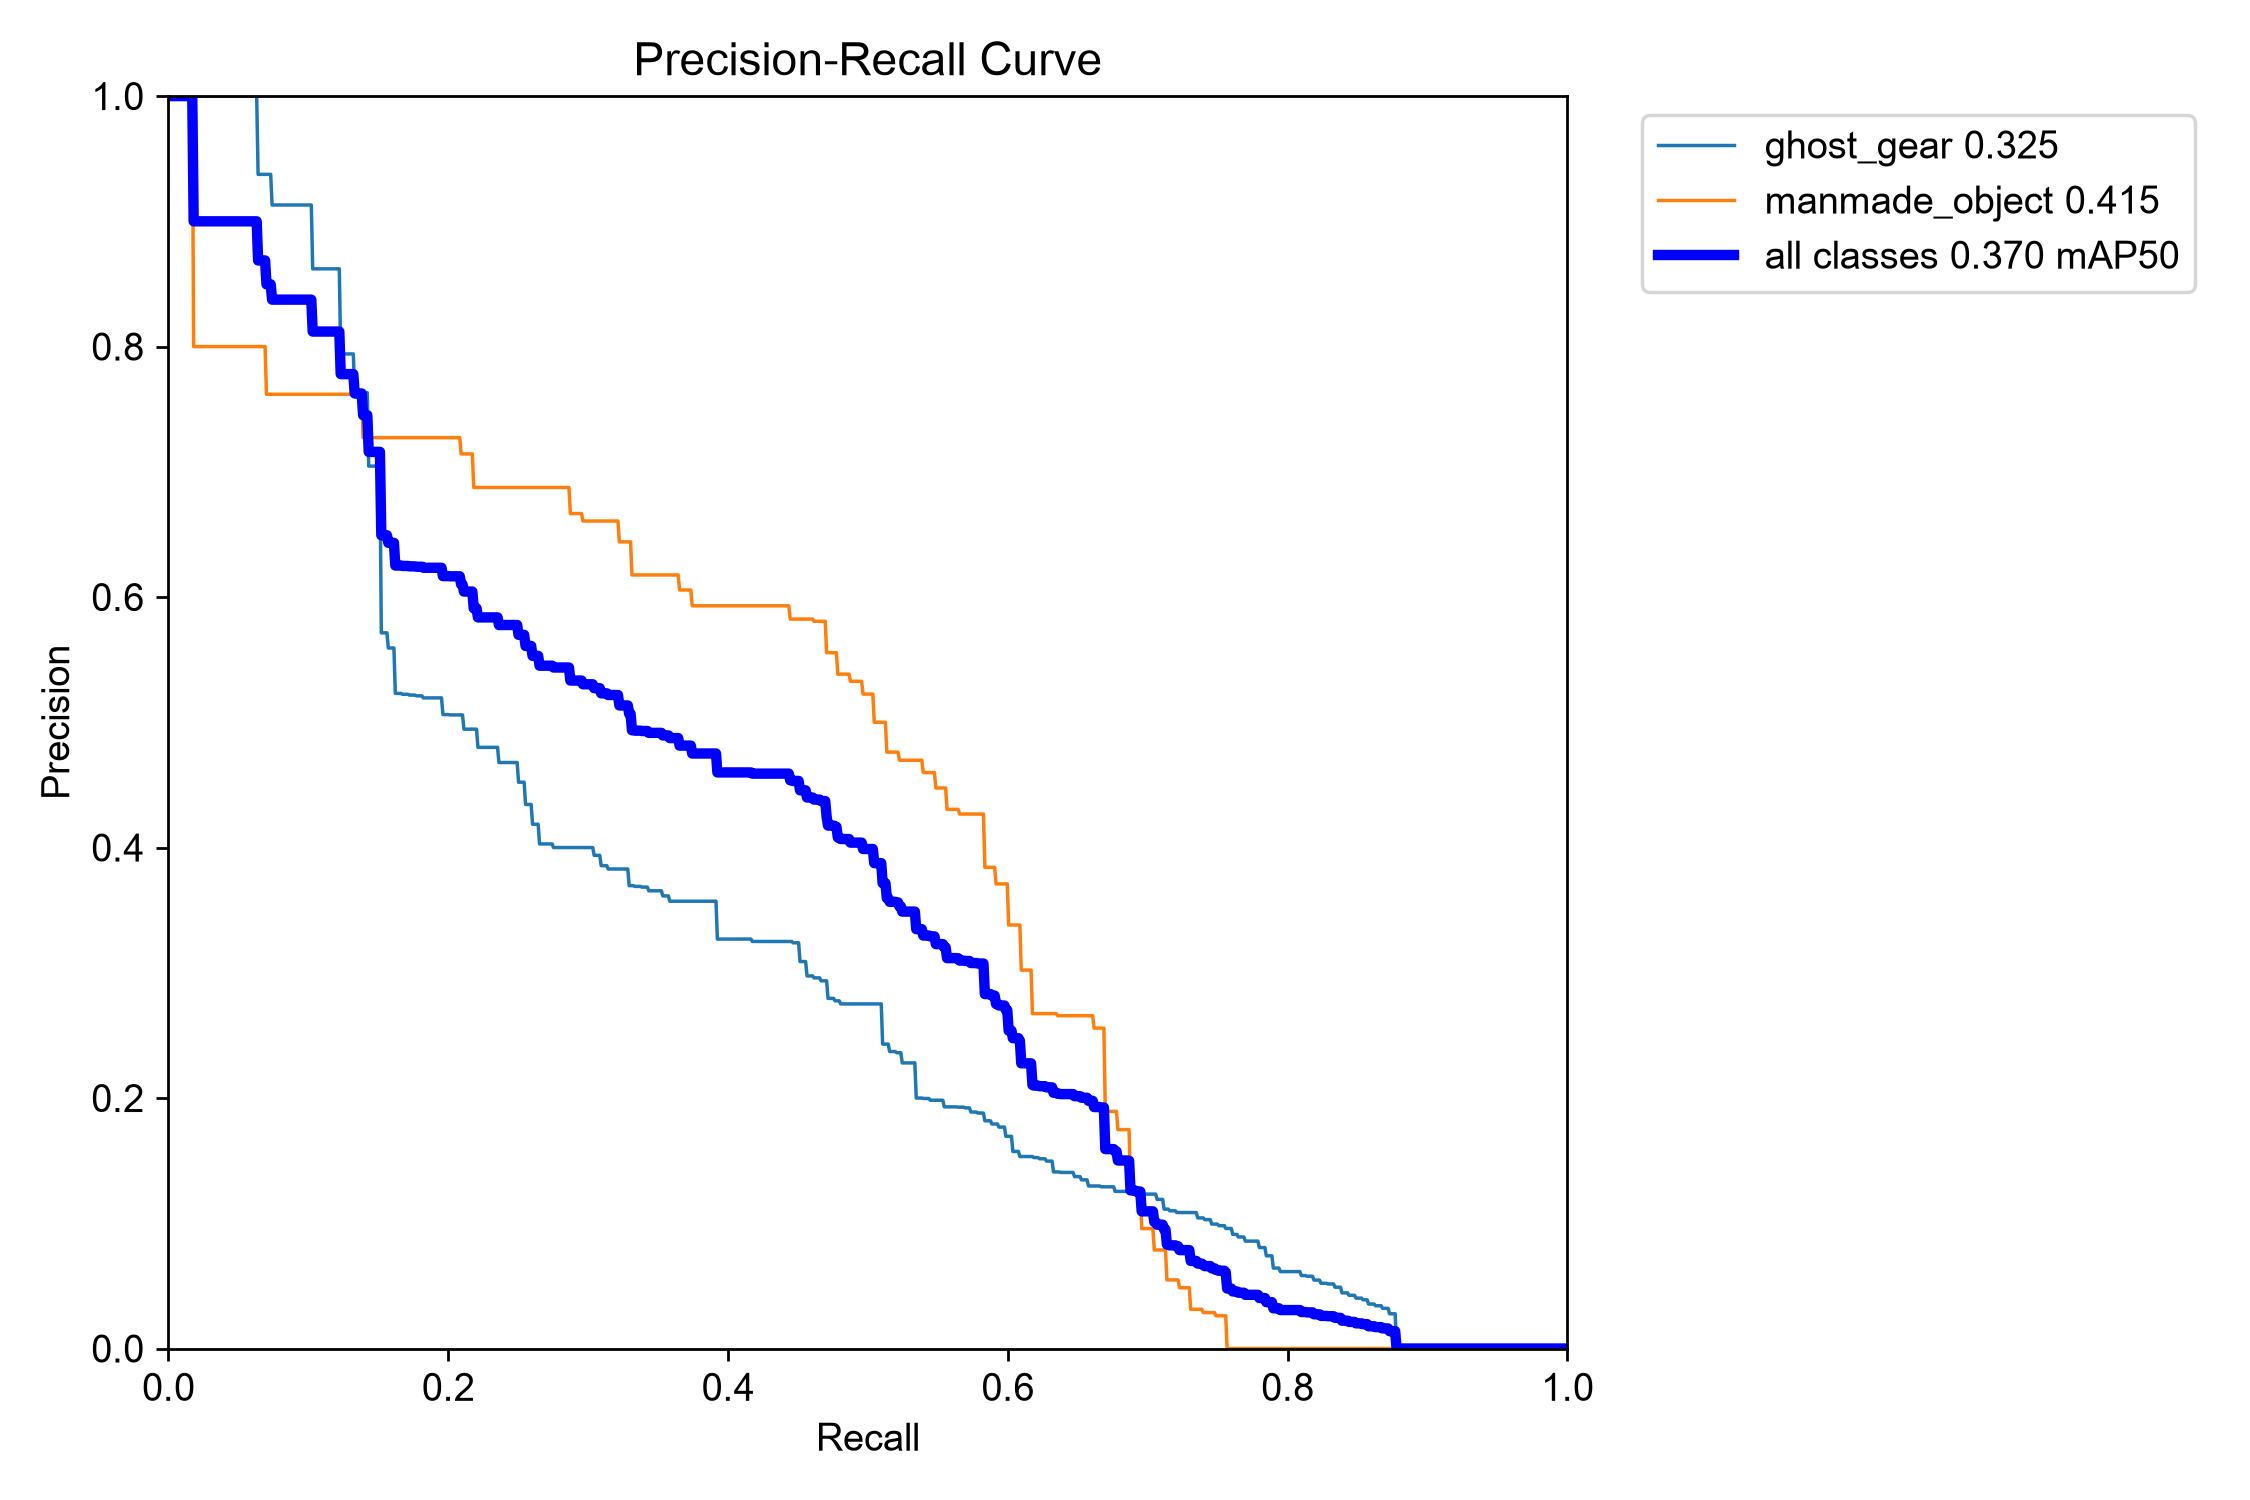 Precision-Recall Curve
1.0
0.8
0.6
0.4
0.2
0.0
Precision
0.0 0.2 0.4 0.6 0.8 1.0
Recall
ghost_gear 0.325
manmade_object 0.415
all classes 0.370 mAP50